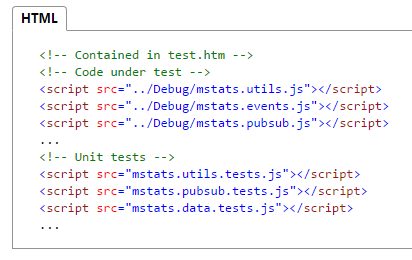 HTML
<!-- Contained in test.htm -->
<!-- Code under test -->
<script src="../Debug/mstats.utils.js"></script>
<script src="../Debug/mstats.events.js"></script>
<script src="../Debug/mstats.pubsub.js"></script>
...
<!-- Unit tests -->
<script src="mstats.utils.tests.js"></script>
<script src="mstats.pubsub.tests.js"></script>
<script src="mstats.data.tests.js"></script>
...